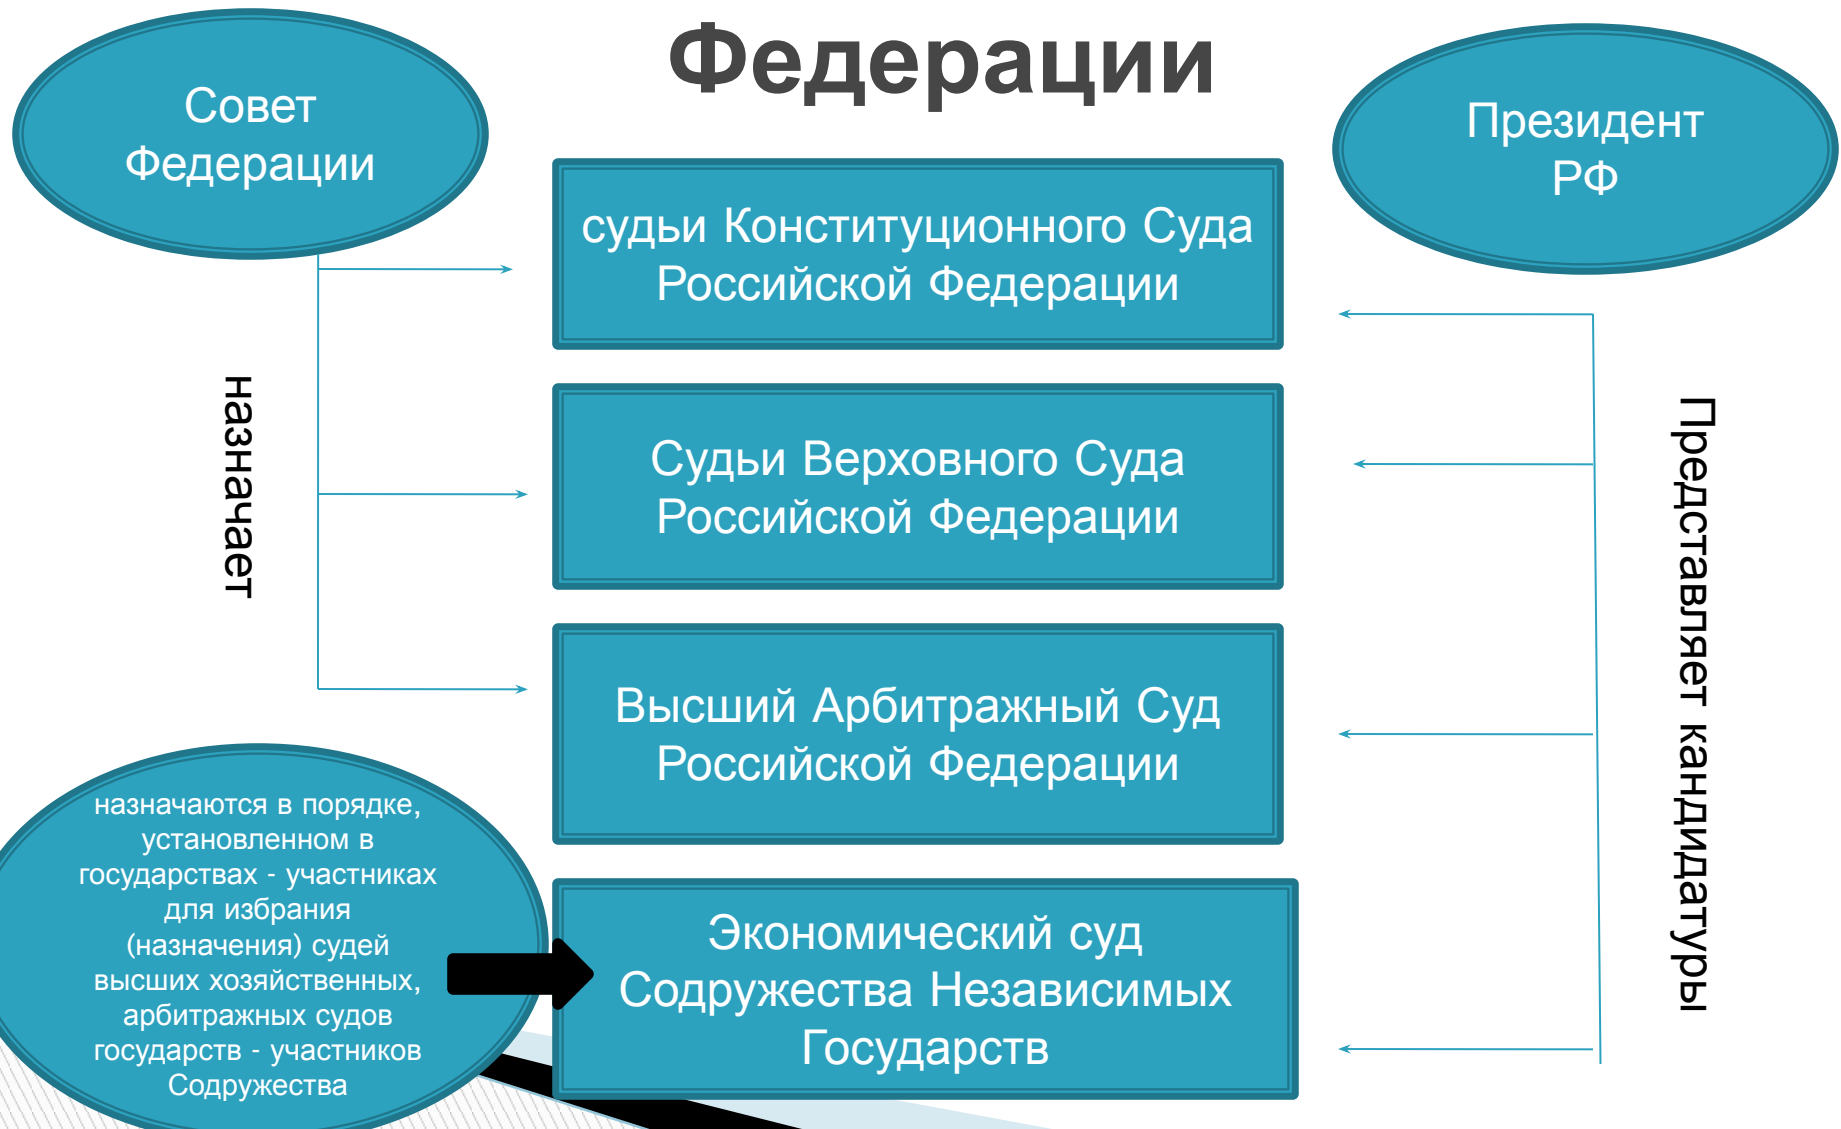 Федерации
Совет
Федерации
Президент
РФ
судьи Конституционного Суда
Российской Федерации
назначает
Судьи Верховного Суда
Российской Федерации
Представляет кандидатуры
Высший Арбитражный Суд
Российской Федерации
назначаются в порядке,
установленном в
государствах - участниках
для избрания
(назначения) судей
высших хозяйственных,
арбитражных судов
государств - участников
Содружества
Экономический суд
Содружества Независимых
Государств